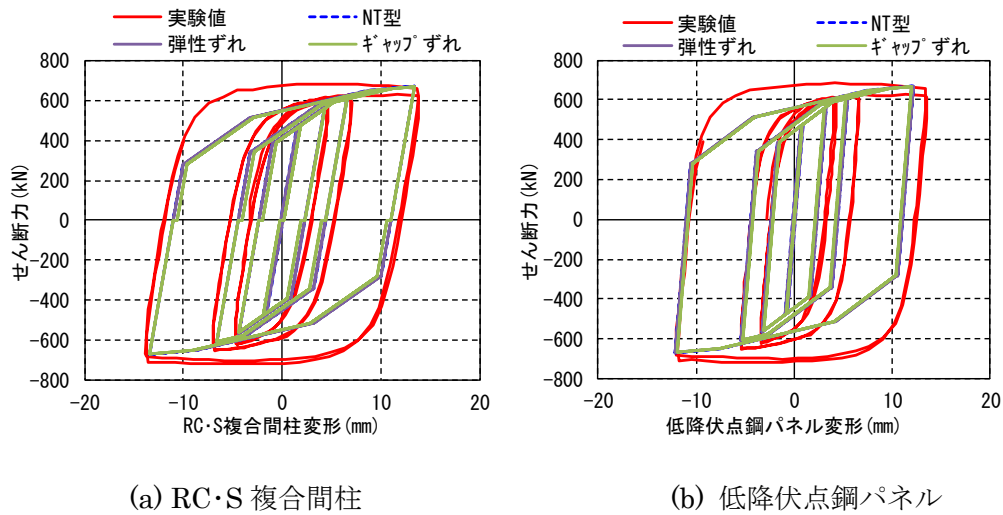 実験値 NT型
弾性ずれ ｷﾞｬｯﾌﾟずれ
800
600
400
200
0
−200
−400
−600
−800
せん断力(kN)
−20 −10 0 10 20
RC･S複合間柱変形(mm)
(a) RC･S 複合間柱
実験値 NT型
弾性ずれ ｷﾞｬｯﾌﾟずれ
800
600
400
200
0
−200
−400
−600
−800
せん断力(kN)
−20 −10 0 10 20
低降伏点鋼パネル変形(mm)
(b) 低降伏点鋼パネル